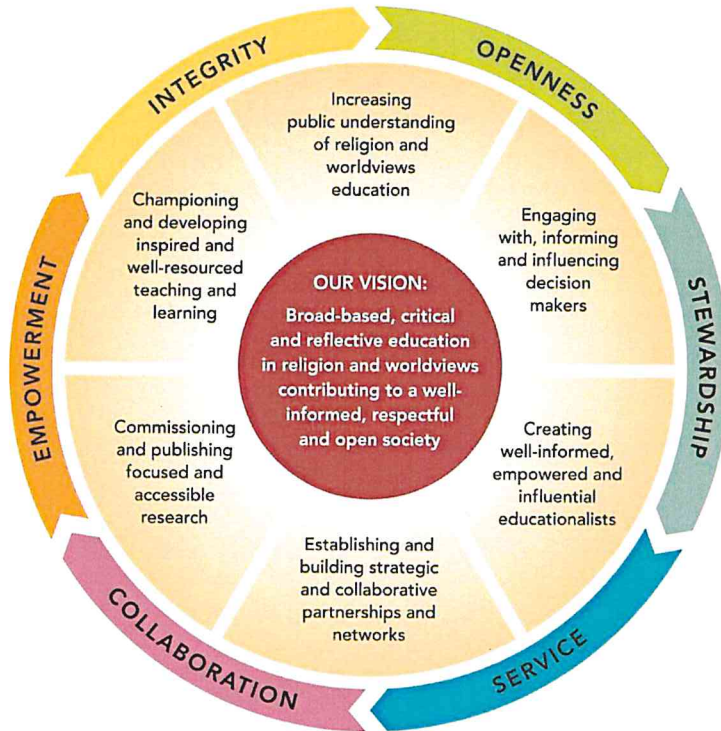 INTEGRITY
OPENNESS
STEWARDSHIP
SERVICE
COLLABORATION
EMPOWERMENT
Increasing
public understanding
of religion and
worldviews
education
Engaging
with, informing
and influencing
decision
makers
Creating
well-informed,
empowered and
influential
educationalists
Establishing and
building strategic
and collaborative
partnerships and
networks
Commissioning
and publishing
focused and
accessible
research
Championing
and developing
inspired and
well-resourced
teaching and
learning
OUR VISION:
Broad-based, critical
and reflective education
in religion and worldviews
contributing to a well-
informed, respectful
and open society